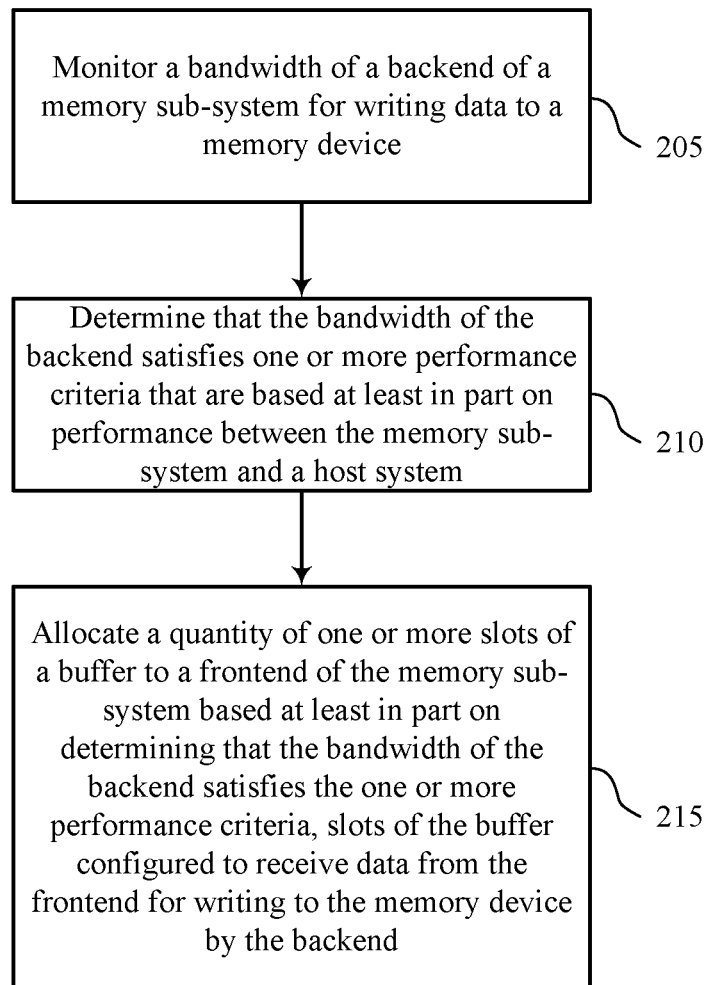 Monitor a bandwidth of a backend of a
memory sub-system for writing data to a
memory device
205
Determine that the bandwidth of the
backend satisfies one or more performance
criteria that are based at least in part on
performance between the memory sub-
system and a host system
210
Allocate a quantity of one or more slots of
a buffer to a frontend of the memory sub-
system based at least in part on
determining that the bandwidth of the
backend satisfies the one or more
performance criteria, slots of the buffer
configured to receive data from the
frontend for writing to the memory device
by the backend
215